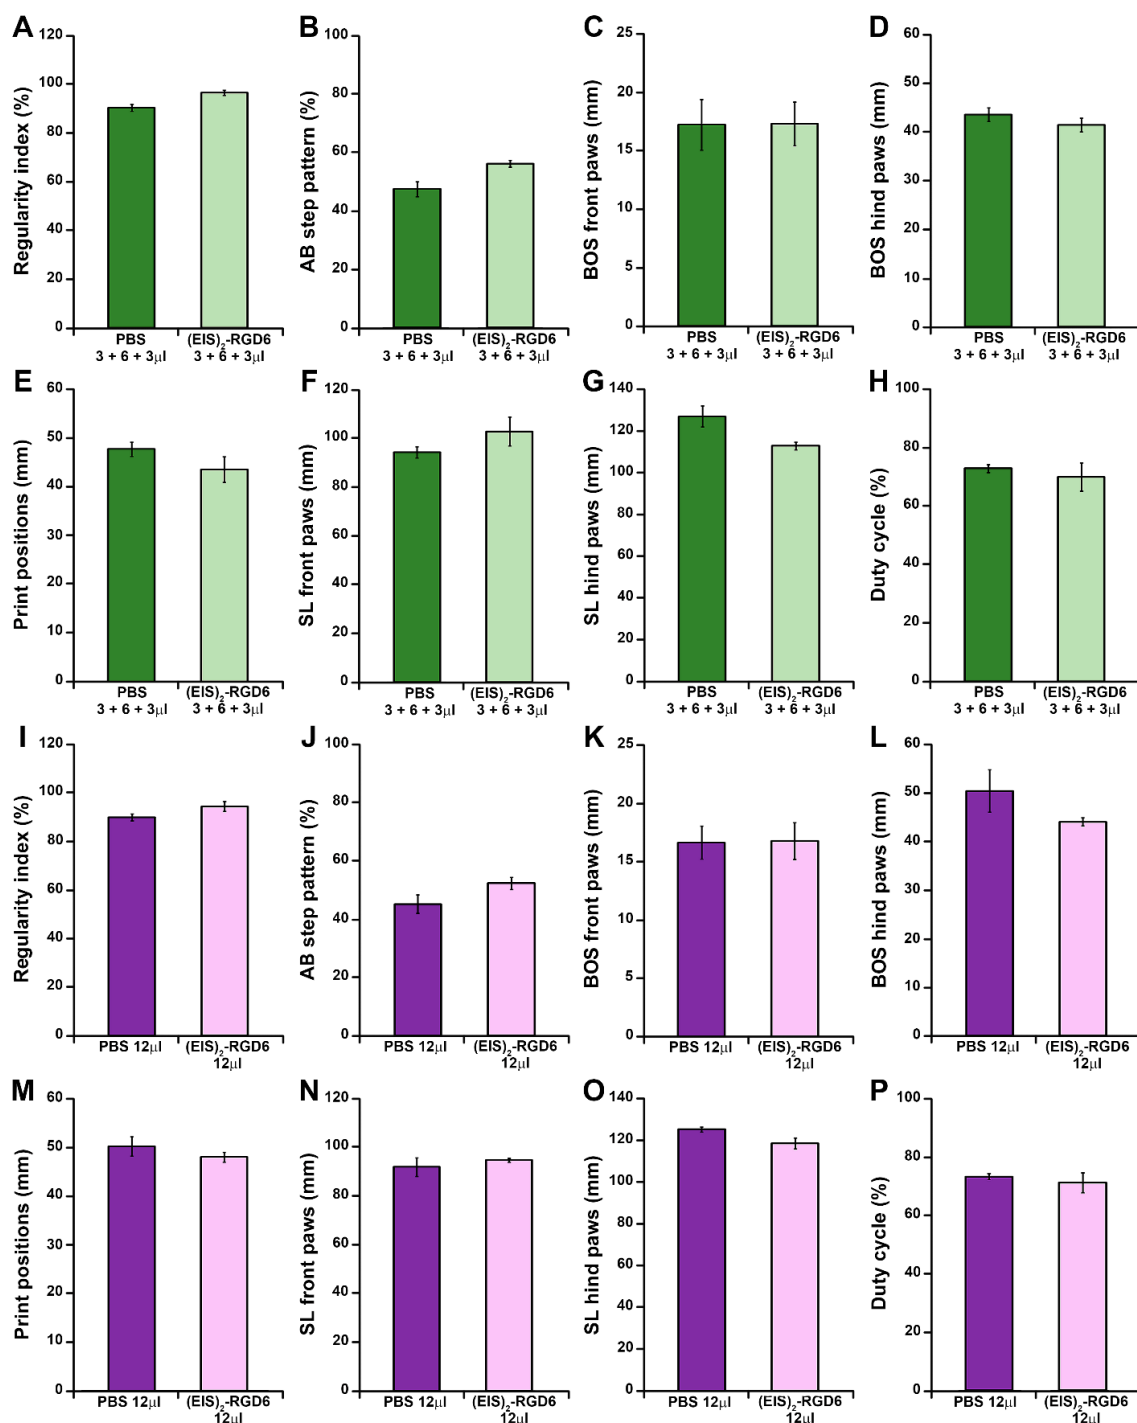 A
Regularity index (%)
120
100
80
60
40
20
0
PBS
3 + 6 + 3μl
(EIS)₂-RGD6
3 + 6 + 3μl
B
AB step pattern (%)
100
80
60
40
20
0
PBS
3 + 6 + 3μl
(EIS)₂-RGD6
3 + 6 + 3μl
C
BOS front paws (mm)
25
20
15
10
5
0
PBS
3 + 6 + 3μl
(EIS)₂-RGD6
3 + 6 + 3μl
D
BOS hind paws (mm)
60
50
40
30
20
10
0
PBS
3 + 6 + 3μl
(EIS)₂-RGD6
3 + 6 + 3μl
E
Print positions (mm)
60
50
40
30
20
10
0
PBS
3 + 6 + 3μl
(EIS)₂-RGD6
3 + 6 + 3μl
F
SL front paws (mm)
120
100
80
60
40
20
0
PBS
3 + 6 + 3μl
(EIS)₂-RGD6
3 + 6 + 3μl
G
SL hind paws (mm)
140
120
100
80
60
40
20
0
PBS
3 + 6 + 3μl
(EIS)₂-RGD6
3 + 6 + 3μl
H
Duty cycle (%)
100
80
60
40
20
0
PBS
3 + 6 + 3μl
(EIS)₂-RGD6
3 + 6 + 3μl
I
Regularity index (%)
120
100
80
60
40
20
0
PBS 12μl
(EIS)₂-RGD6
12μl
J
AB step pattern (%)
100
80
60
40
20
0
PBS 12μl
(EIS)₂-RGD6
12μl
K
BOS front paws (mm)
25
20
15
10
5
0
PBS 12μl
(EIS)₂-RGD6
12μl
L
BOS hind paws (mm)
60
50
40
30
20
10
0
PBS 12μl
(EIS)₂-RGD6
12μl
M
Print positions (mm)
60
50
40
30
20
10
0
PBS 12μl
(EIS)₂-RGD6
12μl
N
SL front paws (mm)
120
100
80
60
40
20
0
PBS 12μl
(EIS)₂-RGD6
12μl
O
SL hind paws (mm)
140
120
100
80
60
40
20
0
PBS 12μl
(EIS)₂-RGD6
12μl
P
Duty cycle (%)
100
80
60
40
20
0
PBS 12μl
(EIS)₂-RGD6
12μl